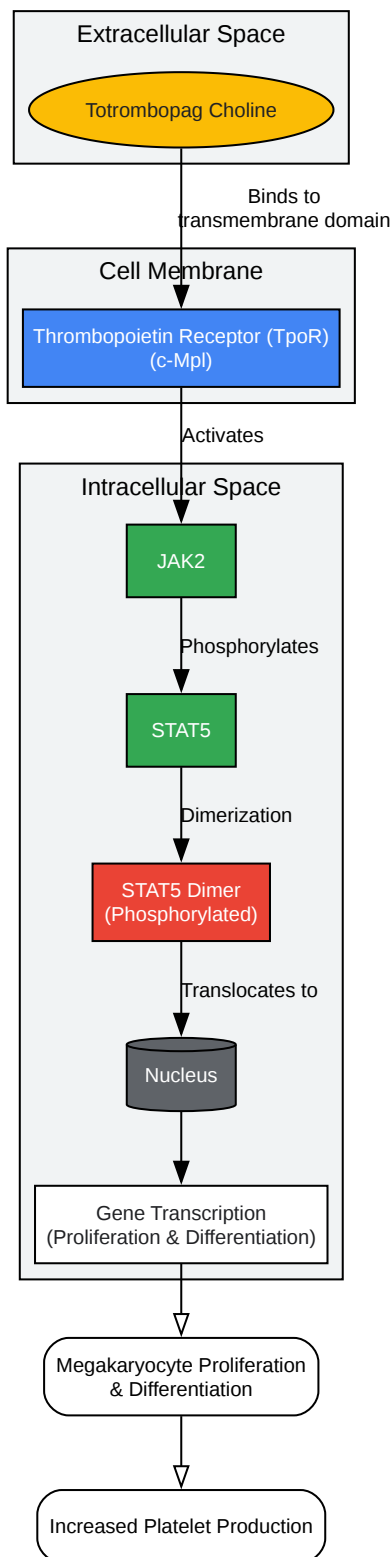 Extracellular Space
Totrombopag Choline
Binds to
transmembrane domain
Cell Membrane
Thrombopoietin Receptor (TpoR)
(c-Mpl)
Activates
Intracellular Space
JAK2
Phosphorylates
STAT5
Dimerization
STAT5 Dimer
(Phosphorylated)
Translocates to
Nucleus
Gene Transcription
(Proliferation & Differentiation)
Megakaryocyte Proliferation
& Differentiation
Increased Platelet Production